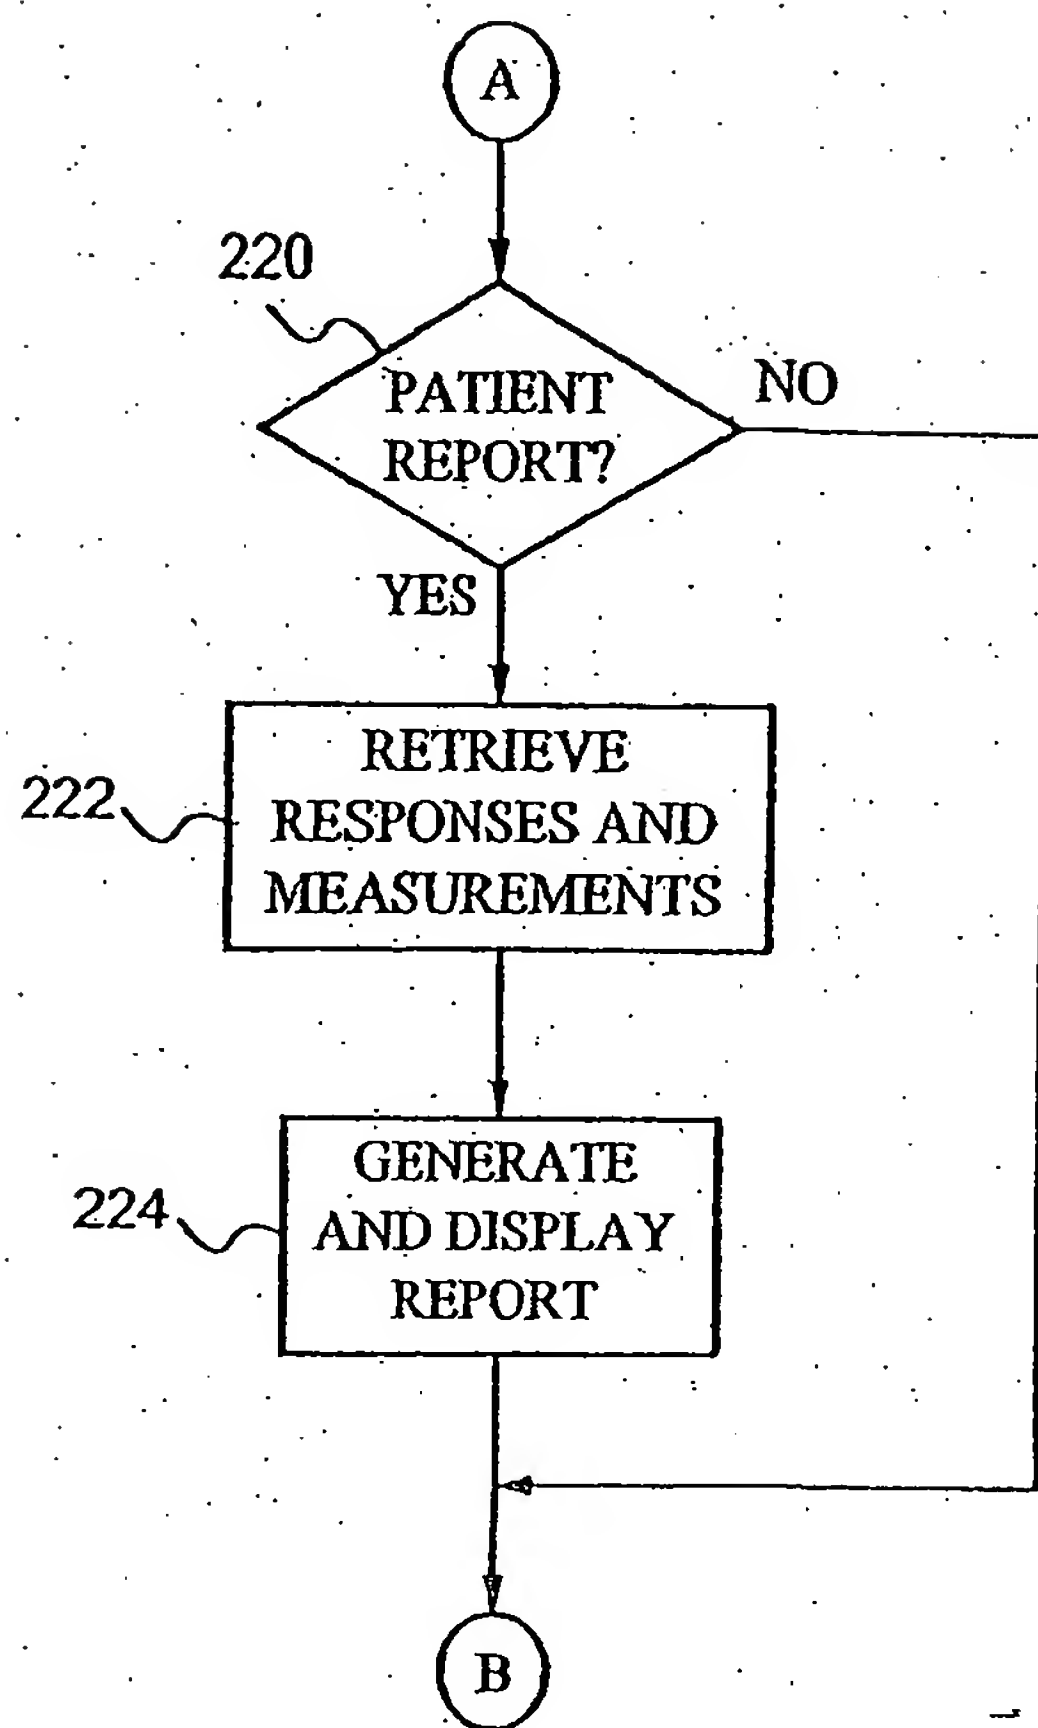 A
220
PATIENT
REPORT?
NO
YES
222
RETRIEVE
RESPONSES AND
MEASUREMENTS
224
GENERATE
AND DISPLAY
REPORT
B